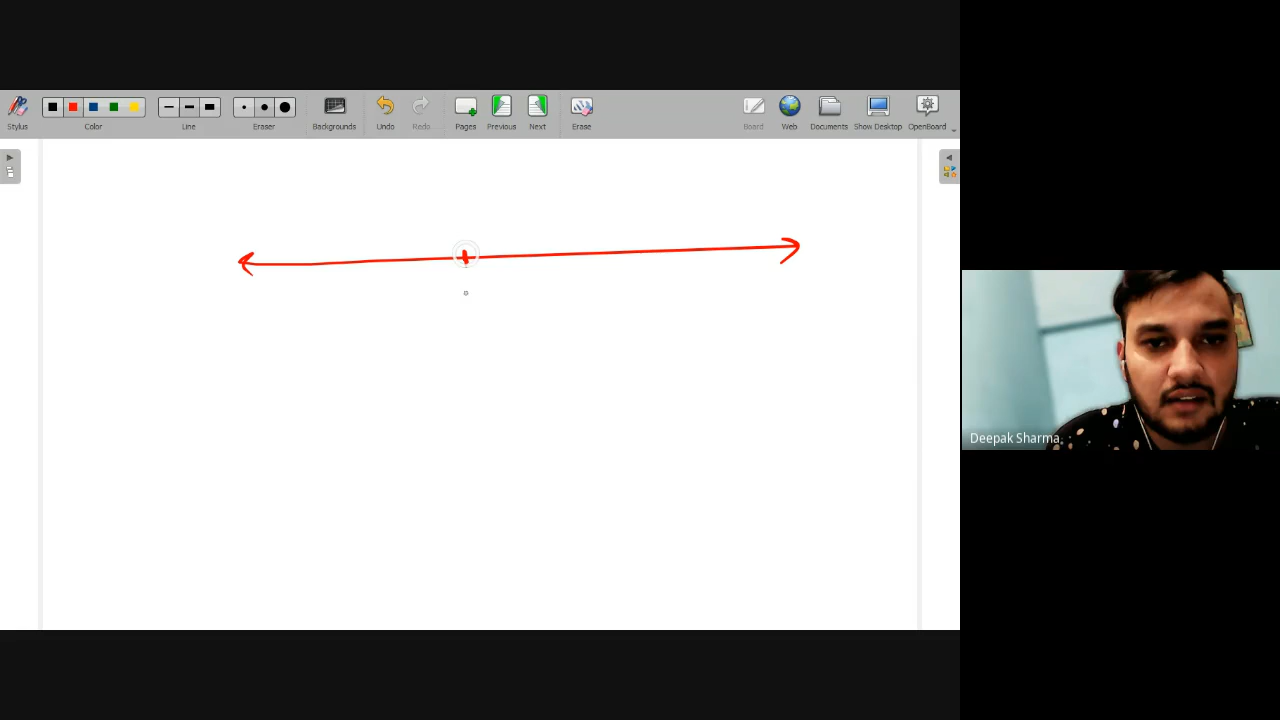 Stylus
Color
Line
Eraser
Backgrounds
Undo
Redo
Pages
Previous
Next
Erase
Board
Web
Documents
Show Desktop
OpenBoard
Deepak Sharma